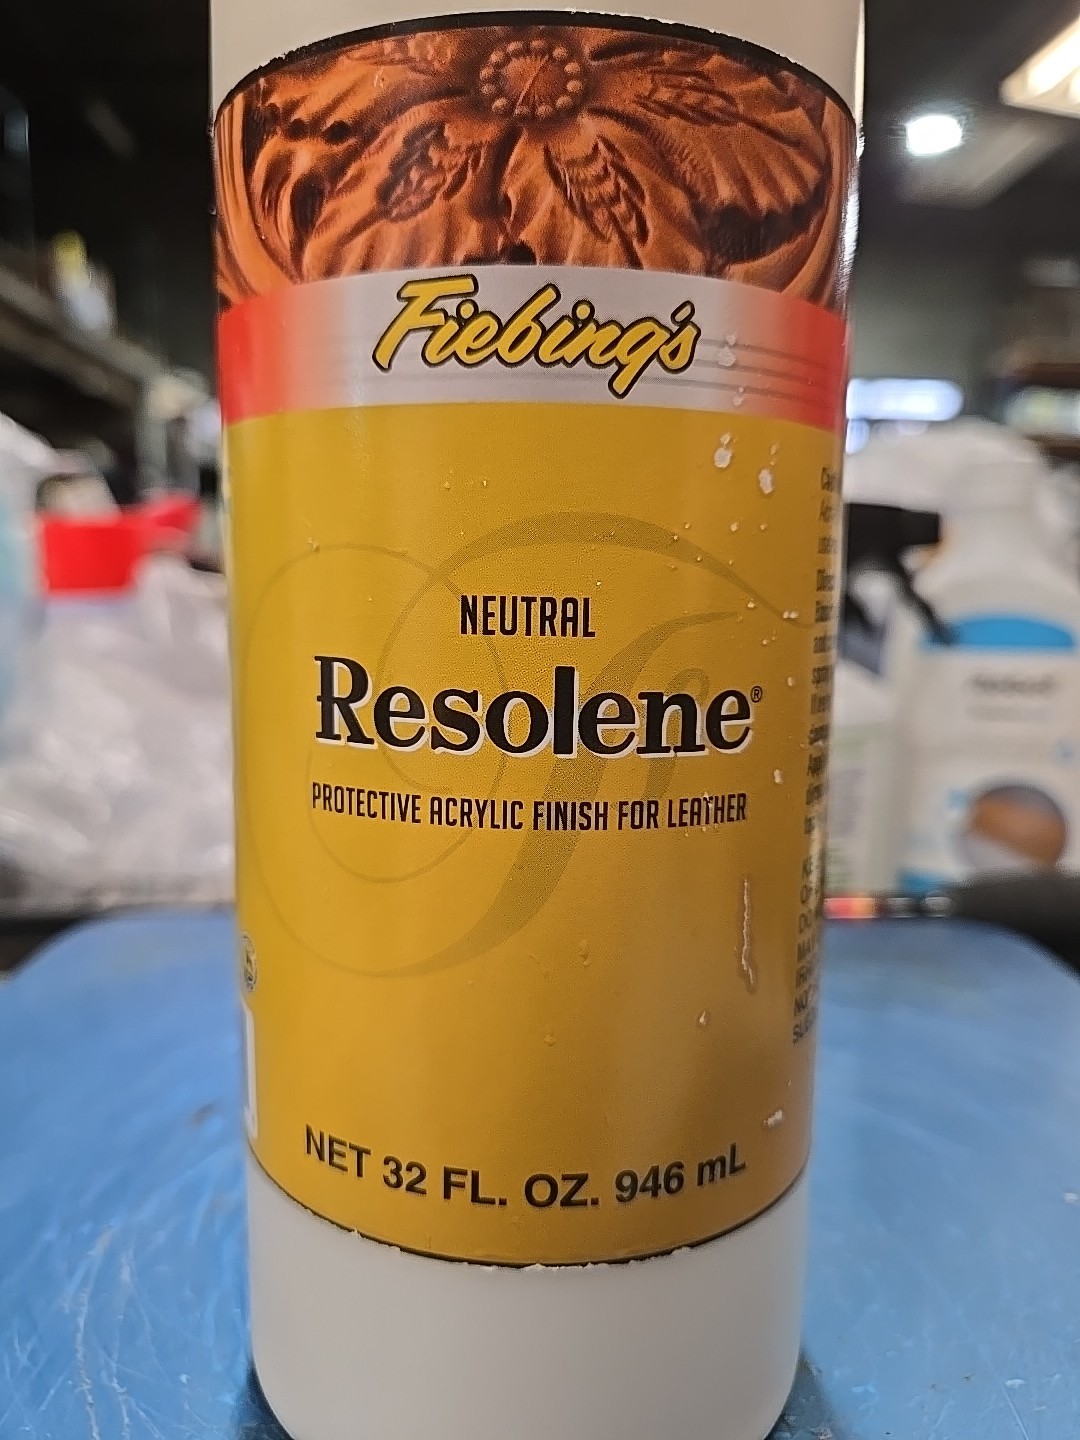 Fiebing's
NEUTRAL
Resolene®
PROTECTIVE ACRYLIC FINISH FOR LEATHER
NET 32 FL. OZ. 946 mL